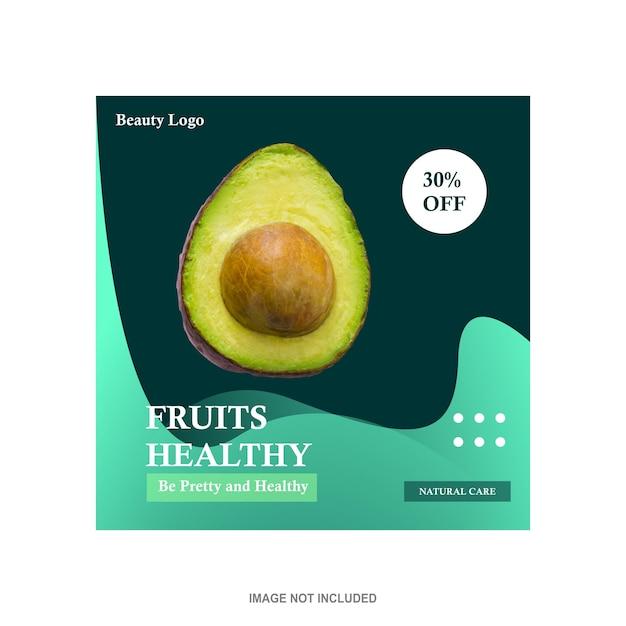 Beauty Logo
30%
OFF
FRUITS
HEALTHY
Be Pretty and Healthy
NATURAL CARE
IMAGE NOT INCLUDED